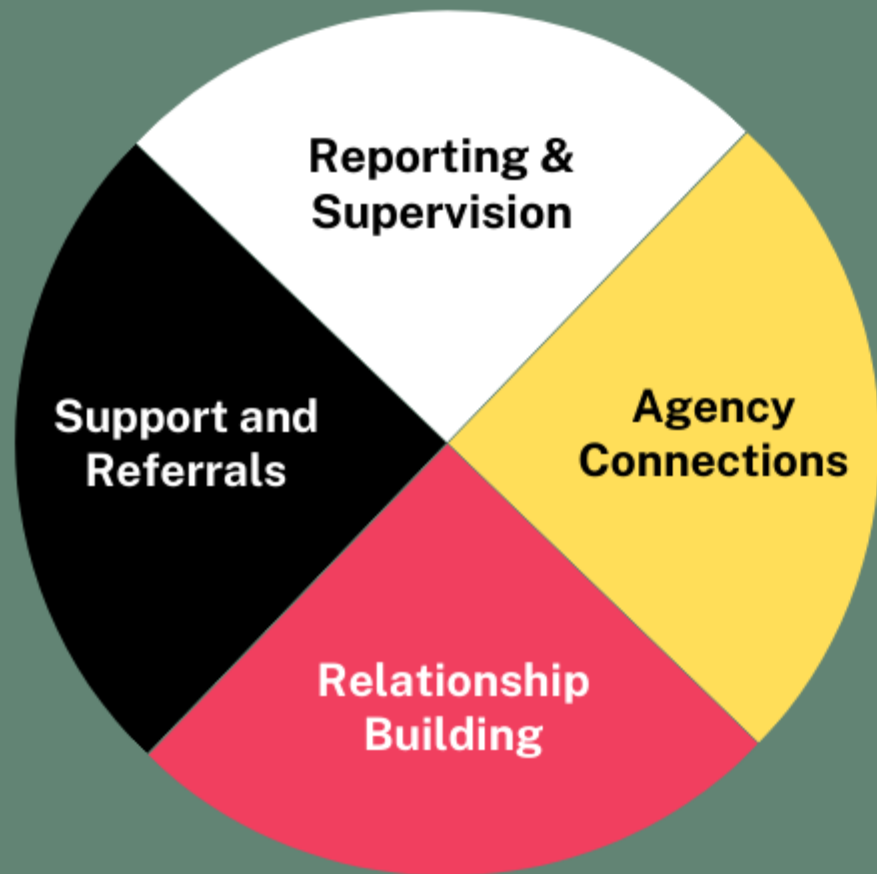 Reporting &
Supervision
Agency
Connections
Support and
Referrals
Relationship
Building